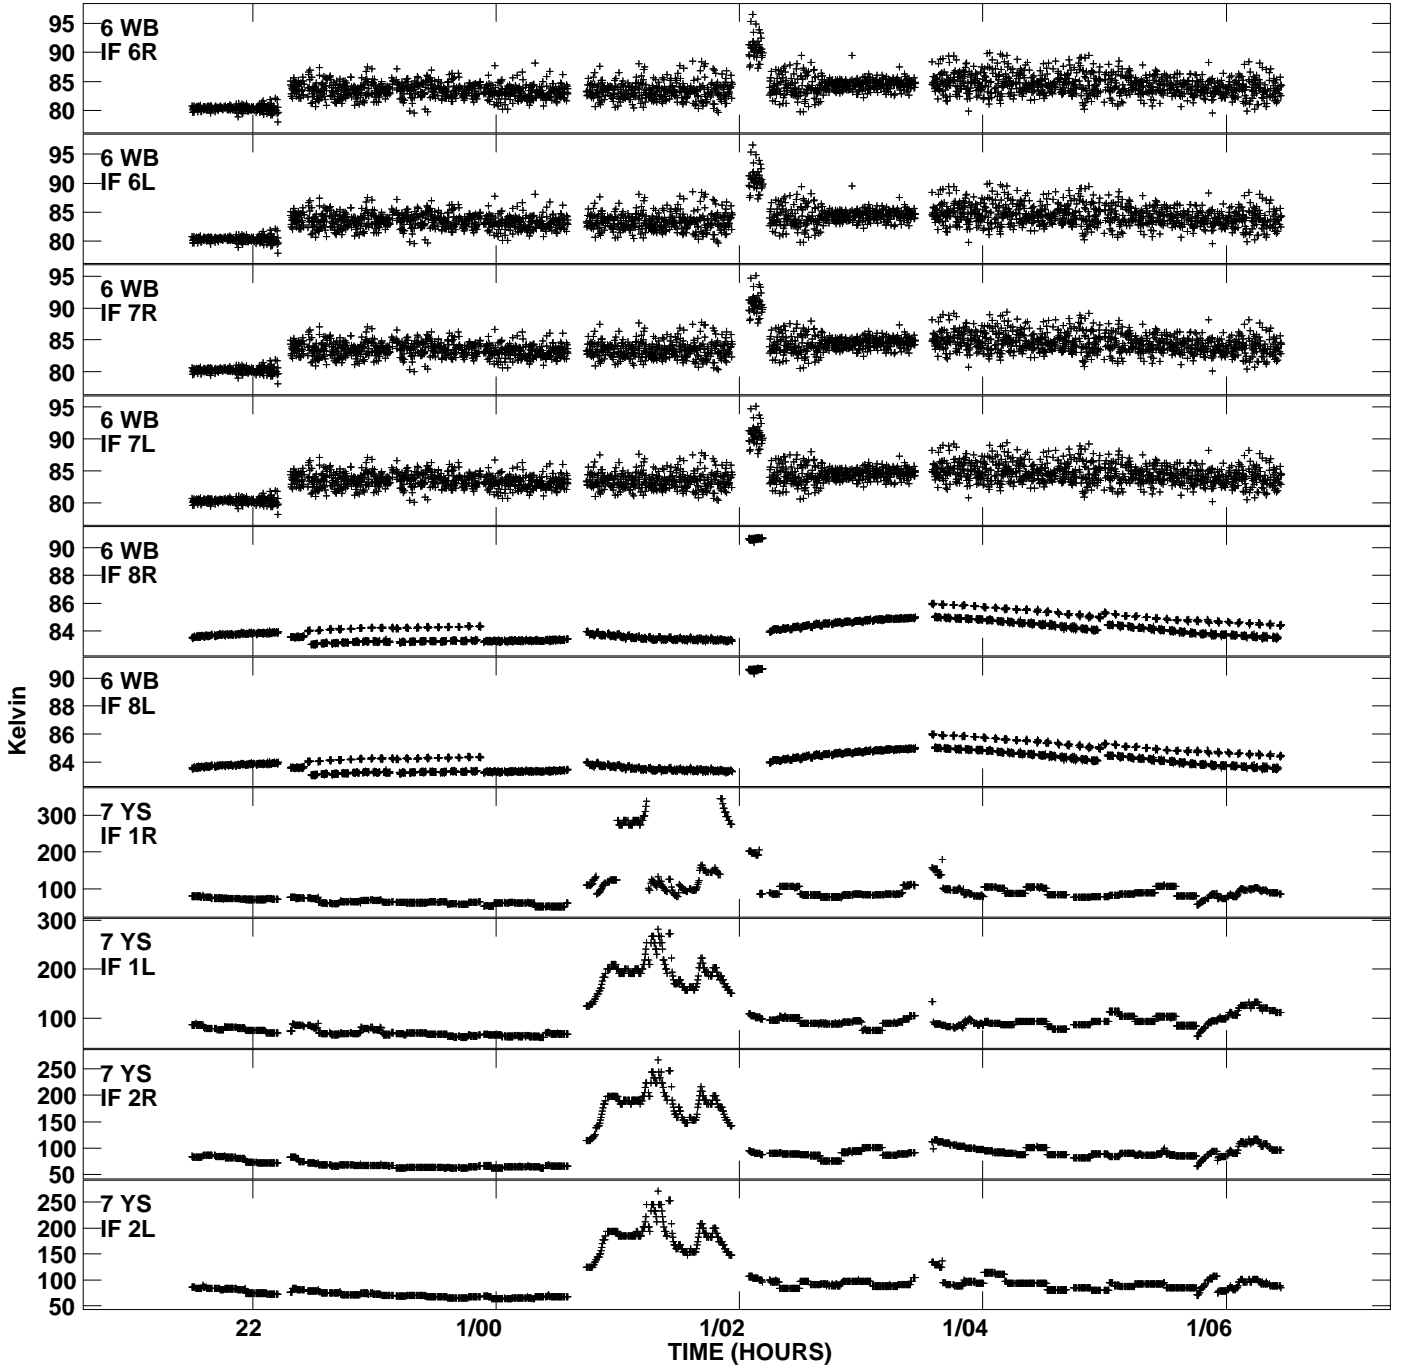 95
90
85
80
6 WB
IF 6R
95
90
85
80
6 WB
IF 6L
95
90
85
80
6 WB
IF 7R
95
90
85
80
6 WB
IF 7L
90
88
86
84
6 WB
IF 8R
90
88
86
84
6 WB
IF 8L
Kelvin
300
200
100
7 YS
IF 1R
300
200
100
7 YS
IF 1L
250
200
150
100
50
7 YS
IF 2R
250
200
150
100
50
7 YS
IF 2L
22 1/00 1/02 1/04 1/06
TIME (HOURS)